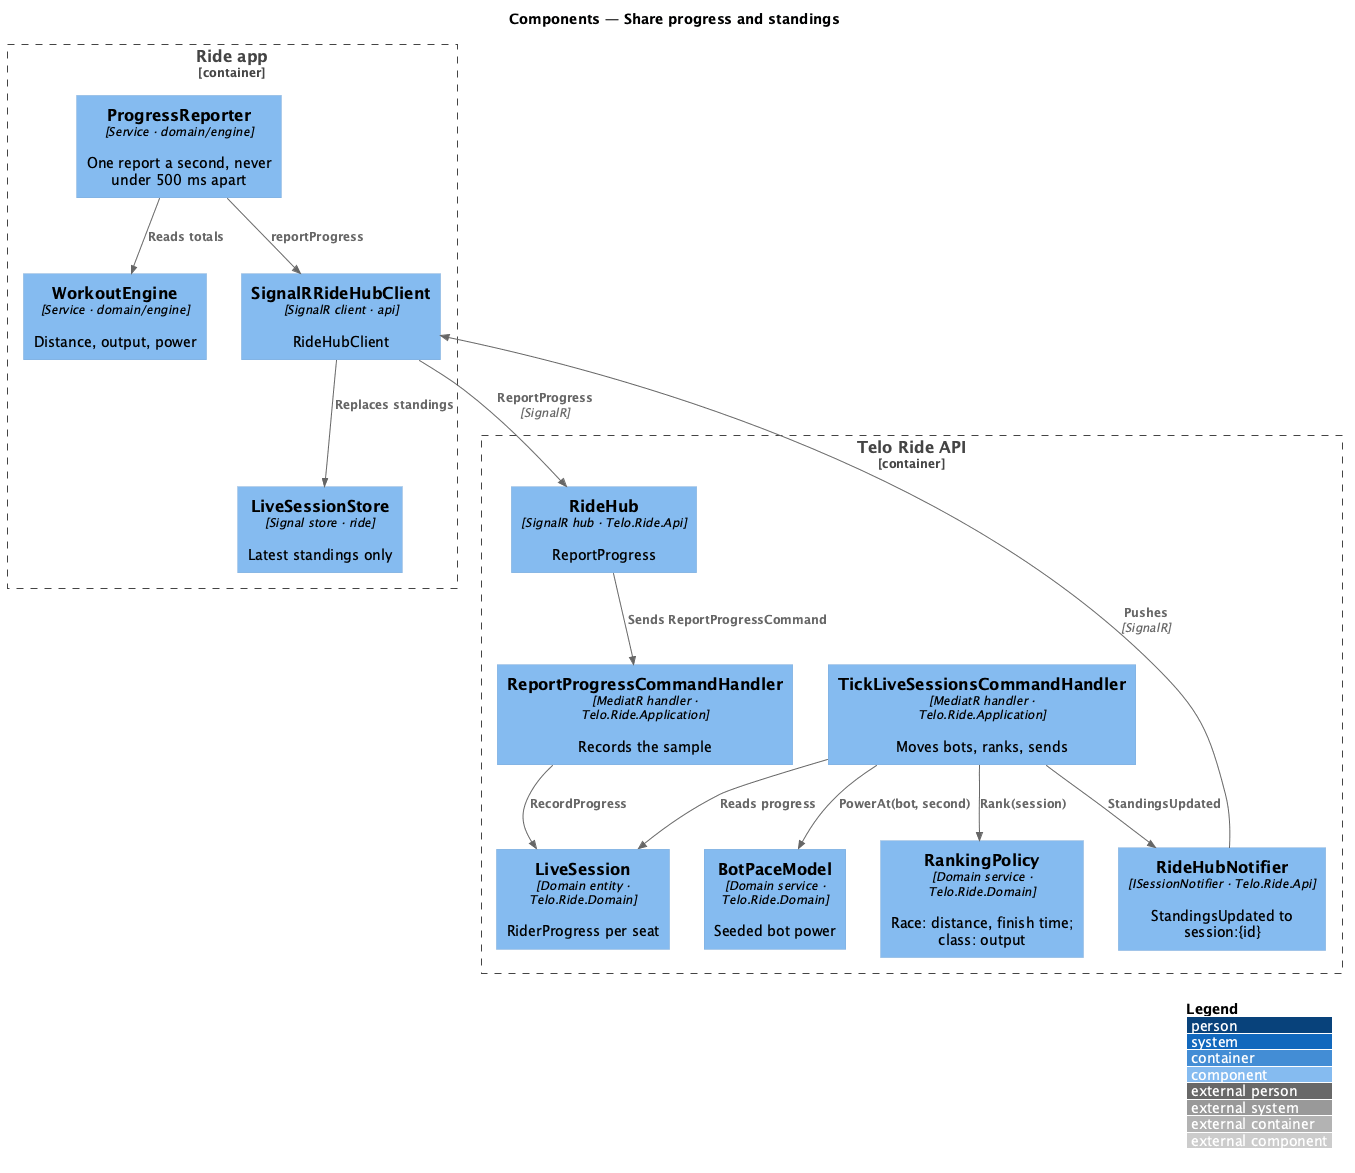 Components — Share progress and standings
Ride app
[container]
ProgressReporter
[Service · domain/engine]
One report a second, never
under 500 ms apart
Reads totals
reportProgress
WorkoutEngine
[Service · domain/engine]
Distance, output, power
SignalRRideHubClient
[SignalR client · api]
RideHubClient
Replaces standings
ReportProgress
[SignalR]
LiveSessionStore
[Signal store · ride]
Latest standings only
Telo Ride API
[container]
RideHub
[SignalR hub · Telo.Ride.Api]
ReportProgress
Pushes
[SignalR]
Sends ReportProgressCommand
ReportProgressCommandHandler
[MediatR handler ·
Telo.Ride.Application]
Records the sample
TickLiveSessionsCommandHandler
[MediatR handler ·
Telo.Ride.Application]
Moves bots, ranks, sends
RecordProgress
Reads progress
PowerAt(bot, second)
Rank(session)
StandingsUpdated
LiveSession
[Domain entity ·
Telo.Ride.Domain]
RiderProgress per seat
BotPaceModel
[Domain service ·
Telo.Ride.Domain]
Seeded bot power
RankingPolicy
[Domain service ·
Telo.Ride.Domain]
Race: distance, finish time;
class: output
RideHubNotifier
[ISessionNotifier · Telo.Ride.Api]
StandingsUpdated to
session:{id}
Legend
person
system
container
component
external person
external system
external container
external component